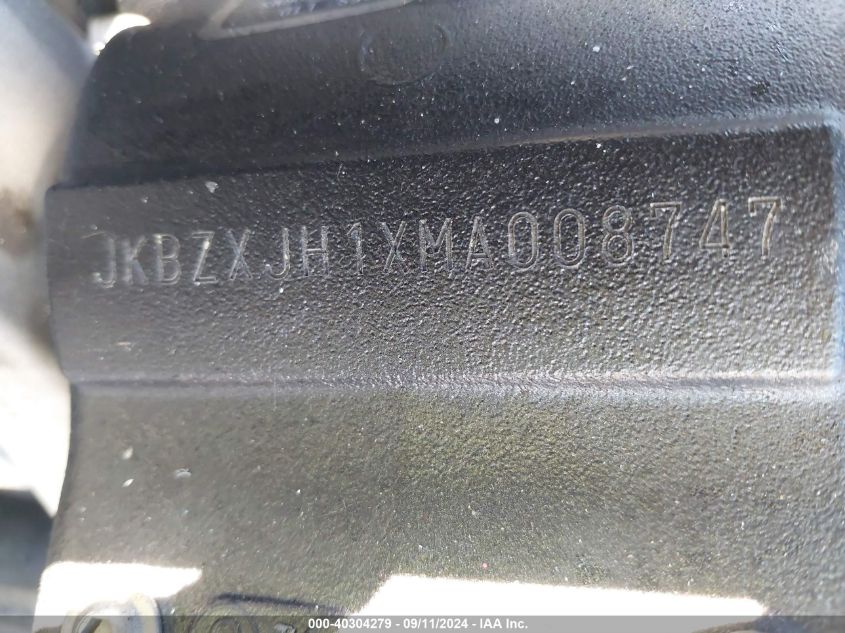 JKBZXJH1XMA008747
000-40304279 - 09/11/2024 - IAA Inc.